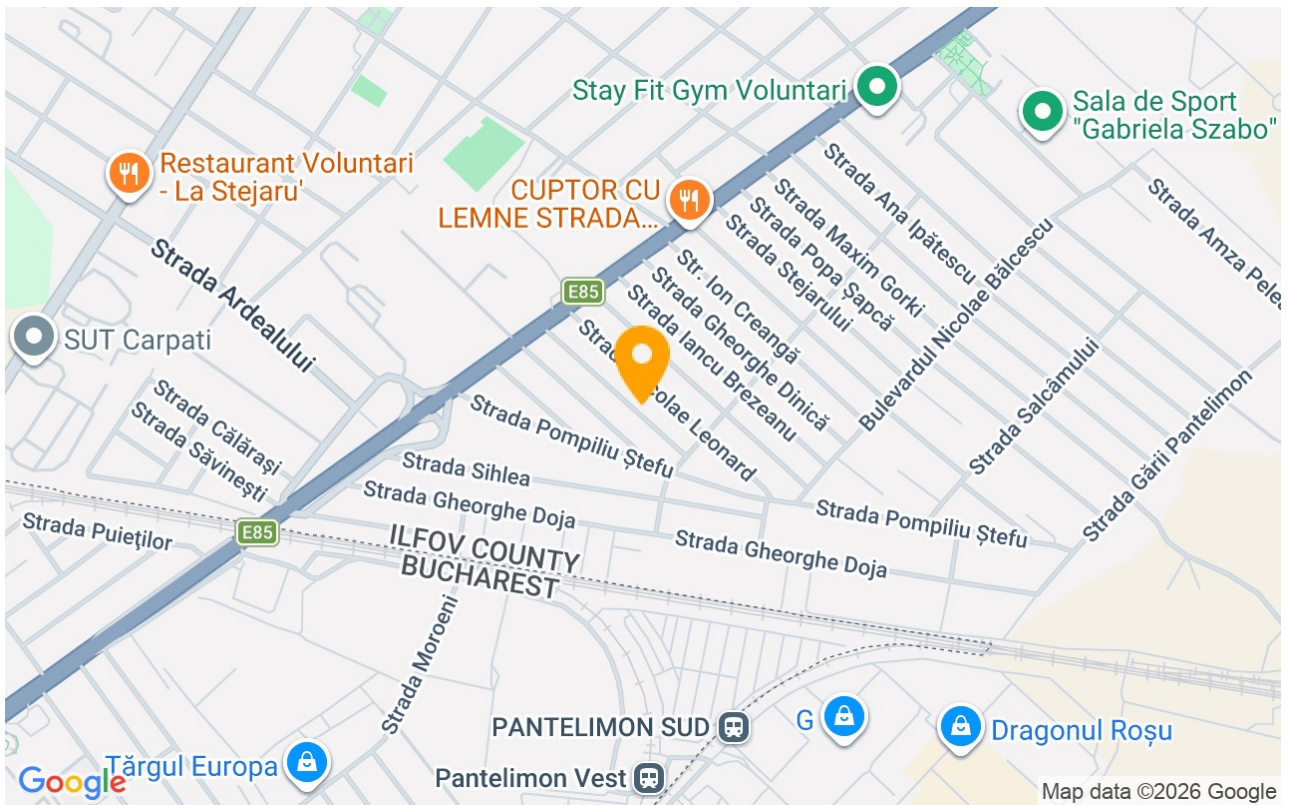 Stay Fit Gym Voluntari
Sala de Sport
"Gabriela Szabo"
Restaurant Voluntari
- La Stejaru'
CUPTOR CU
LEMNE STRADA...
Strada Ana Ipătescu
Strada Maxim Gorki
Strada Popa Șapcă
Strada Stejarului
Strada Amza
Str. Ion Creangă
Strada Gheorghe Dinică
Strada Iancu Brezeanu
Bulevardul Nicolae Bălcescu
E85
Strada Ardealului
SUT Carpati
Leonard
Strada Salcâmului
Strada Gării Pantelimon
Strada Călărași
Strada Săvinești
Strada Pompiliu Ștefu
Strada Sihlea
Strada Gheorghe Doja
Strada Pompiliu Ștefu
Strada Gheorghe Doja
E85
Strada Puieților
ILFOV COUNTY
BUCHAREST
Strada Moroeni
PANTELIMON SUD
G
Dragonul Roșu
Târgul Europa
Pantelimon Vest
Google
Map data ©2026 Google